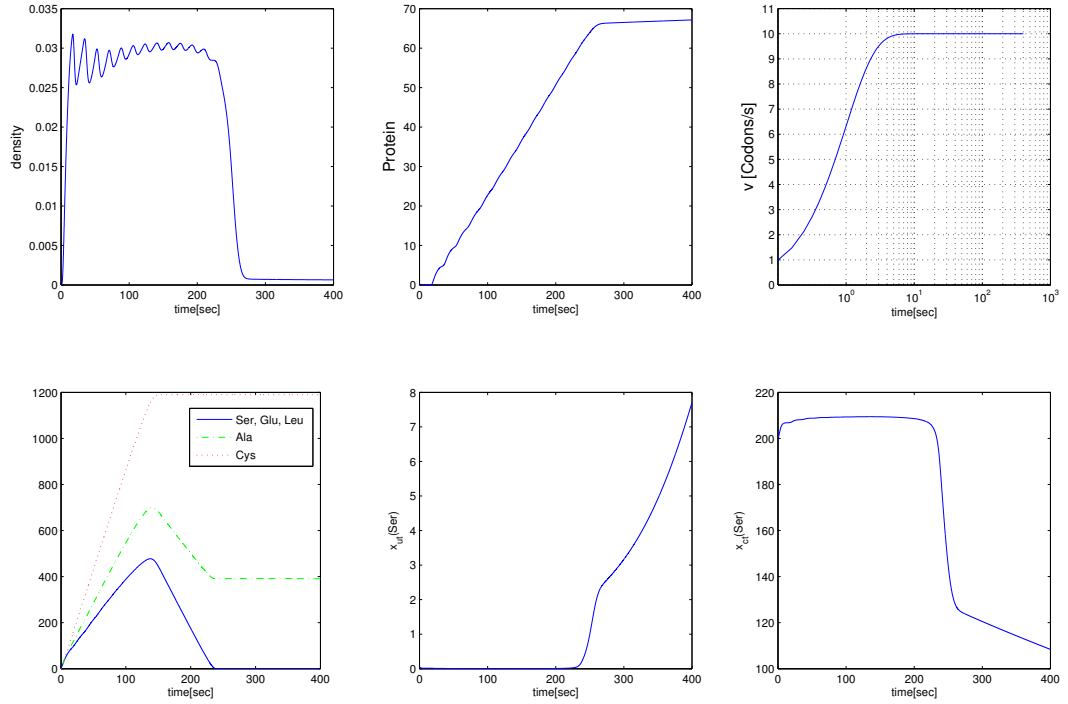 0.035
0.03
0.025
0.02
0.015
0.01
0.005
0
density
0 100 200 300 400
time[sec]
70
60
50
40
30
20
10
0
Protein
0 100 200 300 400
time[sec]
11
10
9
8
7
6
5
4
3
2
1
v [Codons/s]
10^0 10^1 10^2 10^3
time[sec]
1200
1000
800
600
400
200
0
Ser, Glu, Leu
Ala
Cys
0 100 200 300 400
time[sec]
8
7
6
5
4
3
2
1
0
x_ut(Ser)
0 100 200 300 400
time[sec]
220
200
180
160
140
120
100
x_ct(Ser)
0 100 200 300 400
time[sec]